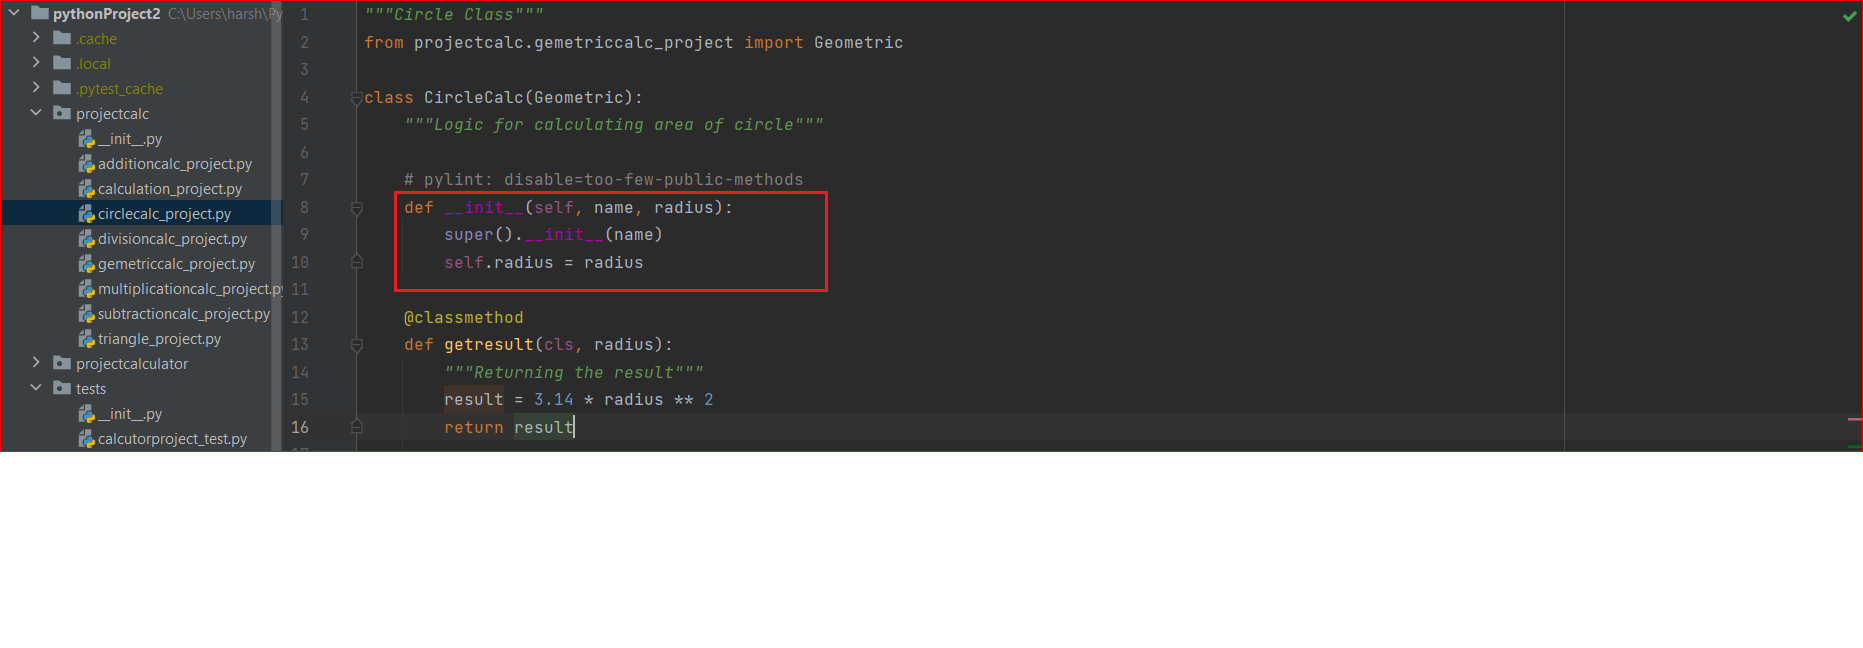 pythonProject2 C:\Users\harsh\Py
.cache
.local
.pytest_cache
projectcalc
__init__.py
additioncalc_project.py
calculation_project.py
circlecalc_project.py
divisioncalc_project.py
gemetriccalc_project.py
multiplicationcalc_project.py
subtractioncalc_project.py
triangle_project.py
projectcalculator
tests
__init__.py
calcutorproject_test.py
1 """Circle Class"""
2 from projectcalc.gemetriccalc_project import Geometric
3
4 class CircleCalc(Geometric):
5 """Logic for calculating area of circle"""
6
7 # pylint: disable=too-few-public-methods
8 def __init__(self, name, radius):
9 super().__init__(name)
10 self.radius = radius
11
12 @classmethod
13 def getresult(cls, radius):
14 """Returning the result"""
15 result = 3.14 * radius ** 2
16 return result